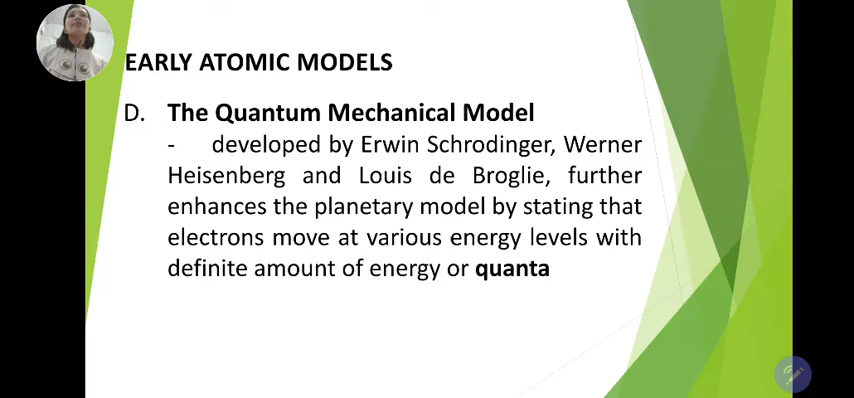 EARLY ATOMIC MODELS
D. The Quantum Mechanical Model
- developed by Erwin Schrodinger, Werner
Heisenberg and Louis de Broglie, further
enhances the planetary model by stating that
electrons move at various energy levels with
definite amount of energy or quanta